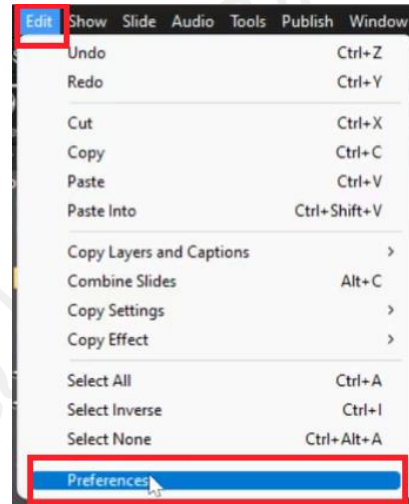 Edit Show Slide Audio Tools Publish Window
Undo Ctrl+Z
Redo Ctrl+Y
Cut Ctrl+X
Copy Ctrl+C
Paste Ctrl+V
Paste Into Ctrl+Shift+V
Copy Layers and Captions >
Combine Slides Alt+C
Copy Settings >
Copy Effect >
Select All Ctrl+A
Select Inverse Ctrl+I
Select None Ctrl+Alt+A
Preferences